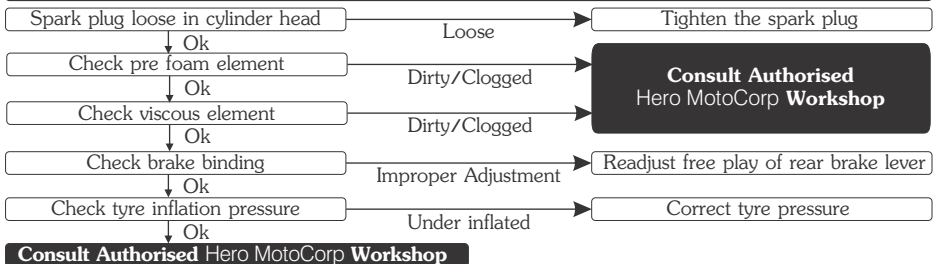 Spark plug loose in cylinder head
Loose
Tighten the spark plug
Ok
Check pre foam element
Dirty/Clogged
Consult Authorised
Hero MotoCorp Workshop
Ok
Check viscous element
Dirty/Clogged
Ok
Check brake binding
Improper Adjustment
Readjust free play of rear brake lever
Ok
Check tyre inflation pressure
Under inflated
Correct tyre pressure
Ok
Consult Authorised Hero MotoCorp Workshop